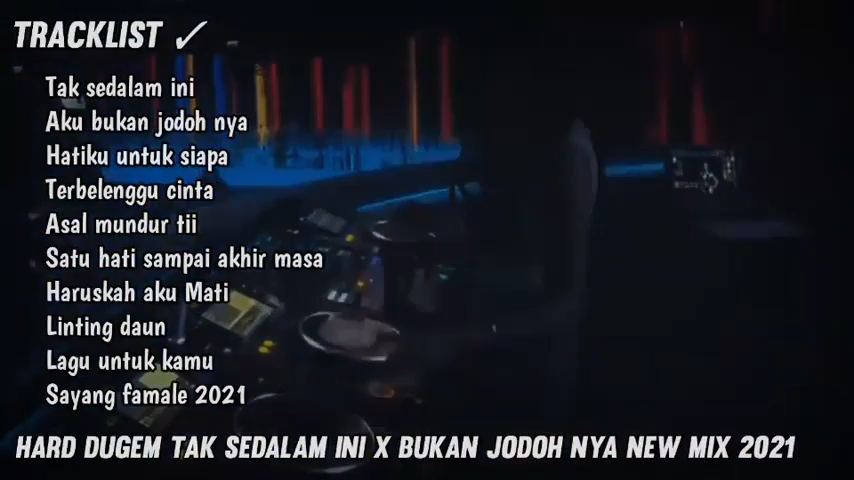 TRACKLIST ✓
Tak sedalam ini
Aku bukan jodoh nya
Hatiku untuk siapa
Terbelenggu cinta
Asal mundur tii
Satu hati sampai akhir masa
Haruskah aku Mati
Linting daun
Lagu untuk kamu
Sayang famale 2021
HARD DUGEM TAK SEDALAM INI X BUKAN JODOH NYA NEW MIX 2021